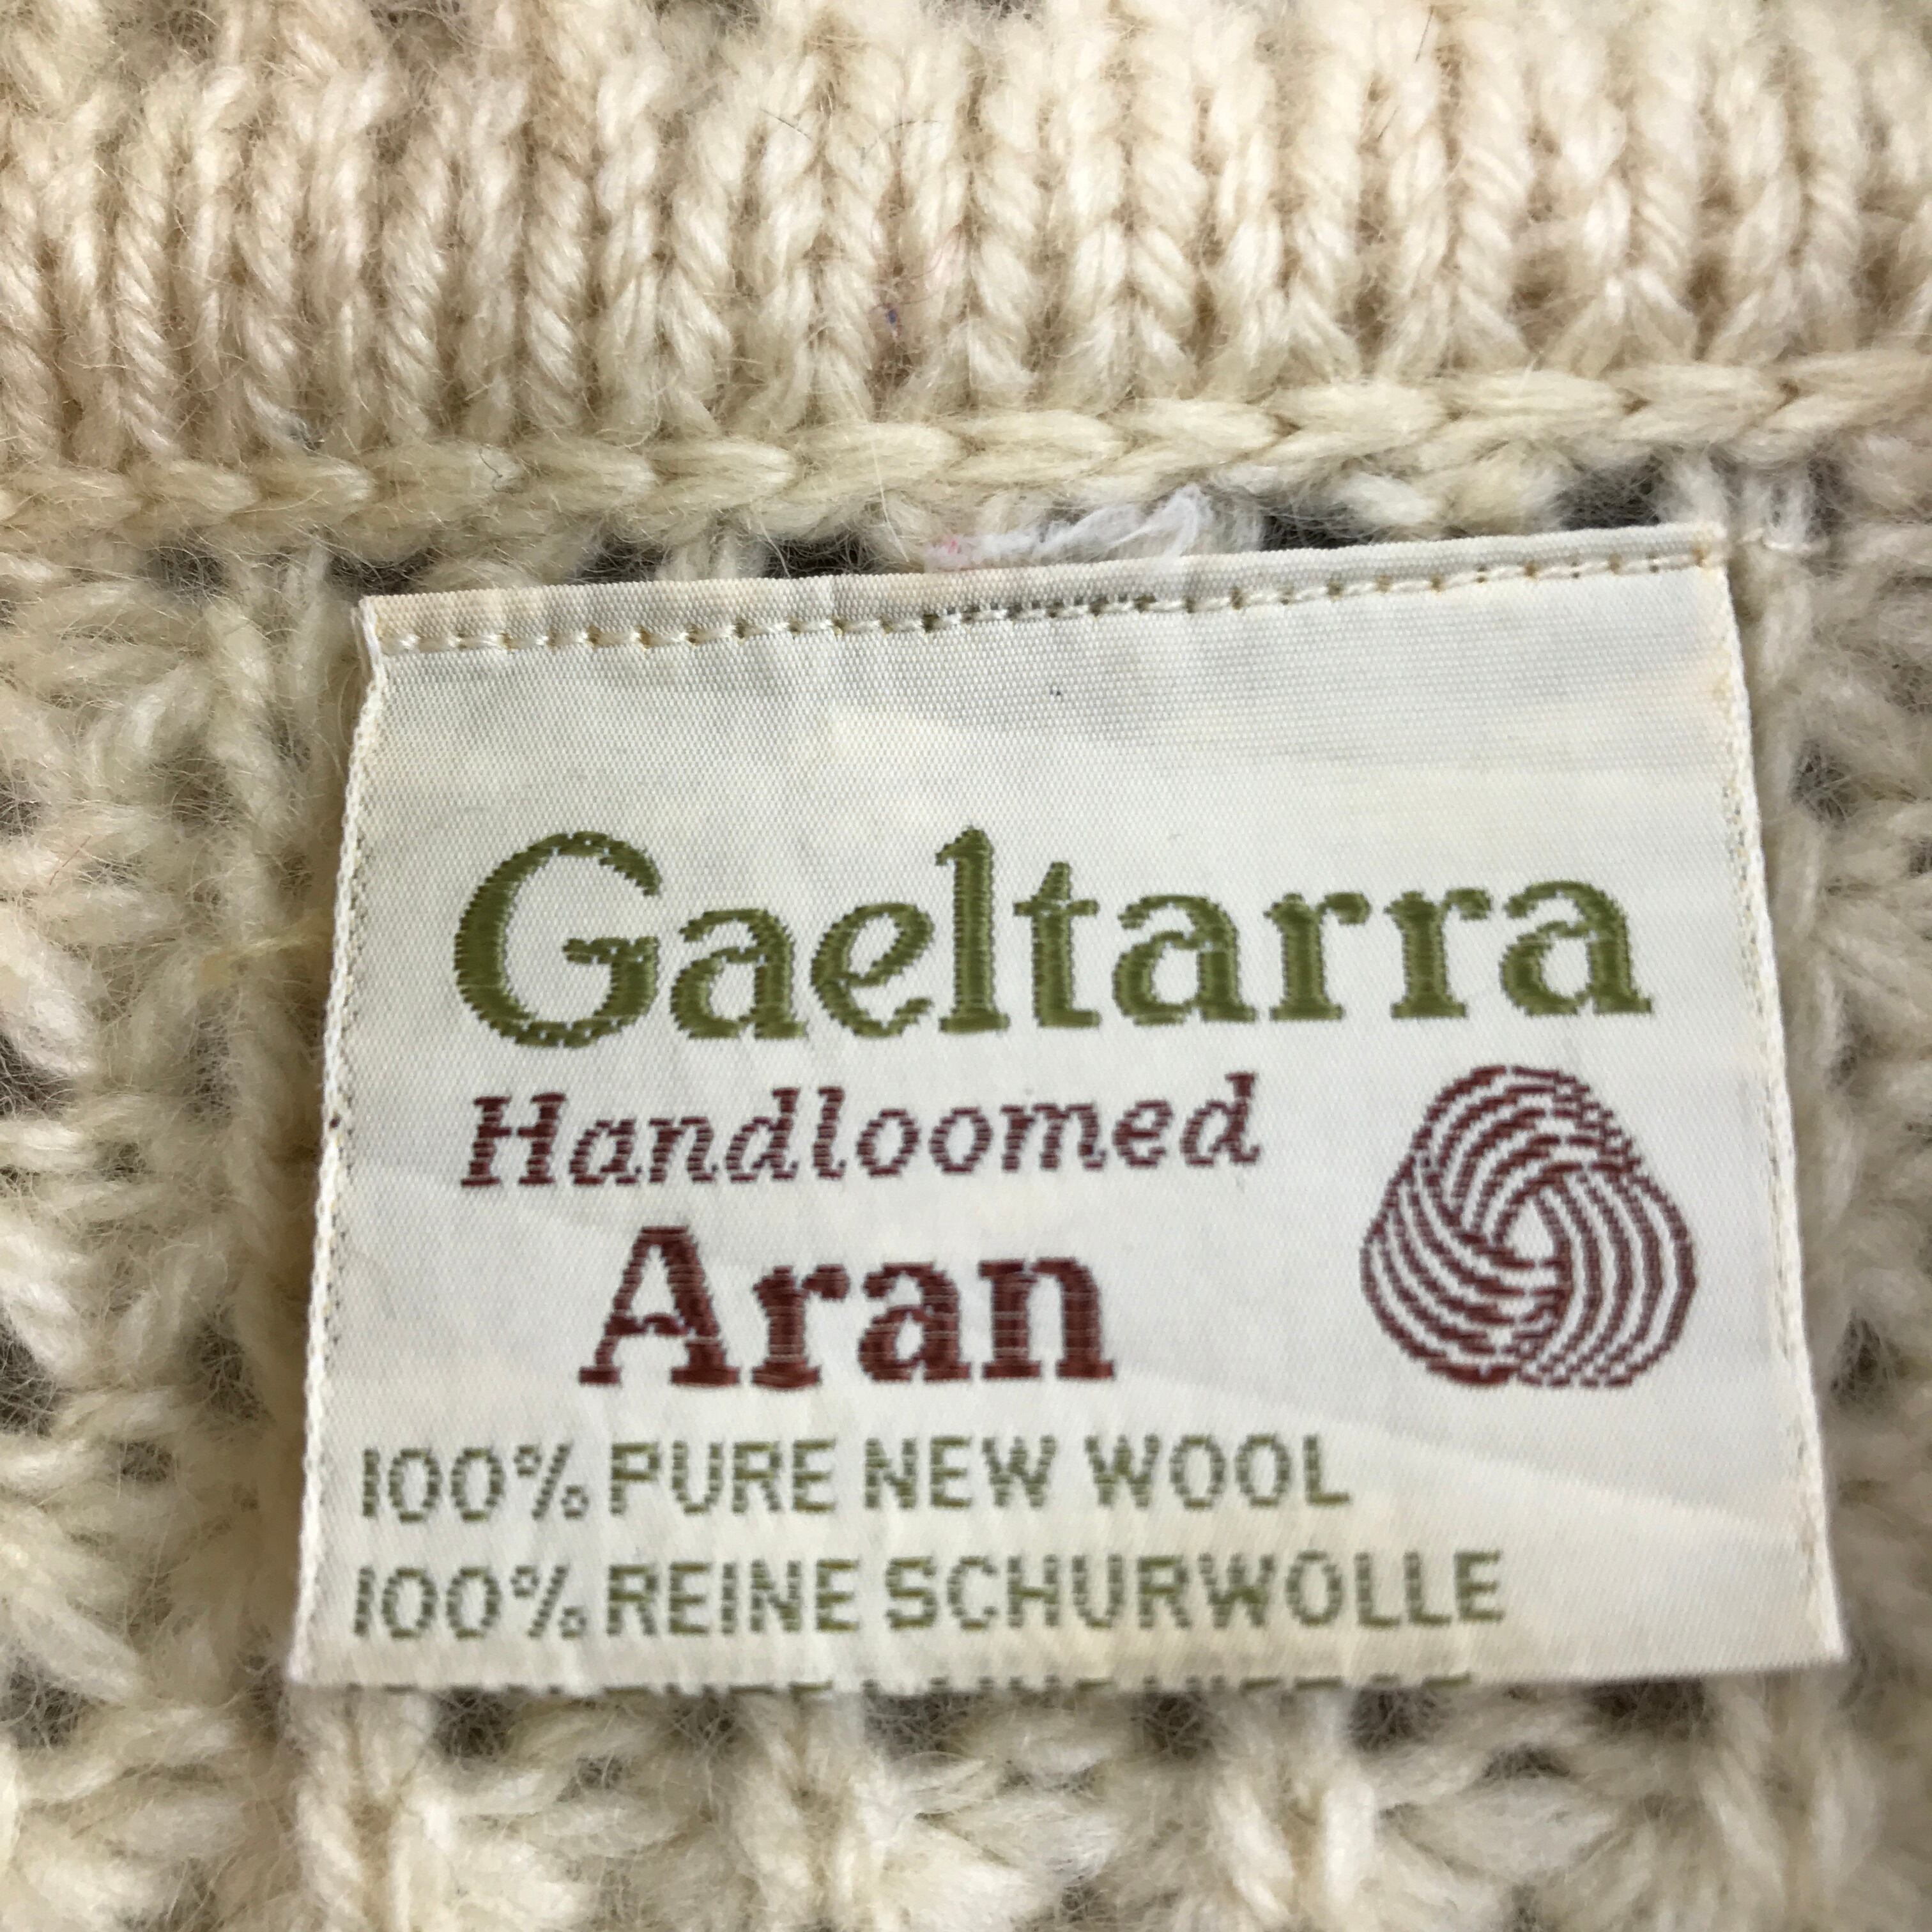 Gaeltarra
Handloomed
Aran
100% PURE NEW WOOL
100% REINE SCHURWOLLE